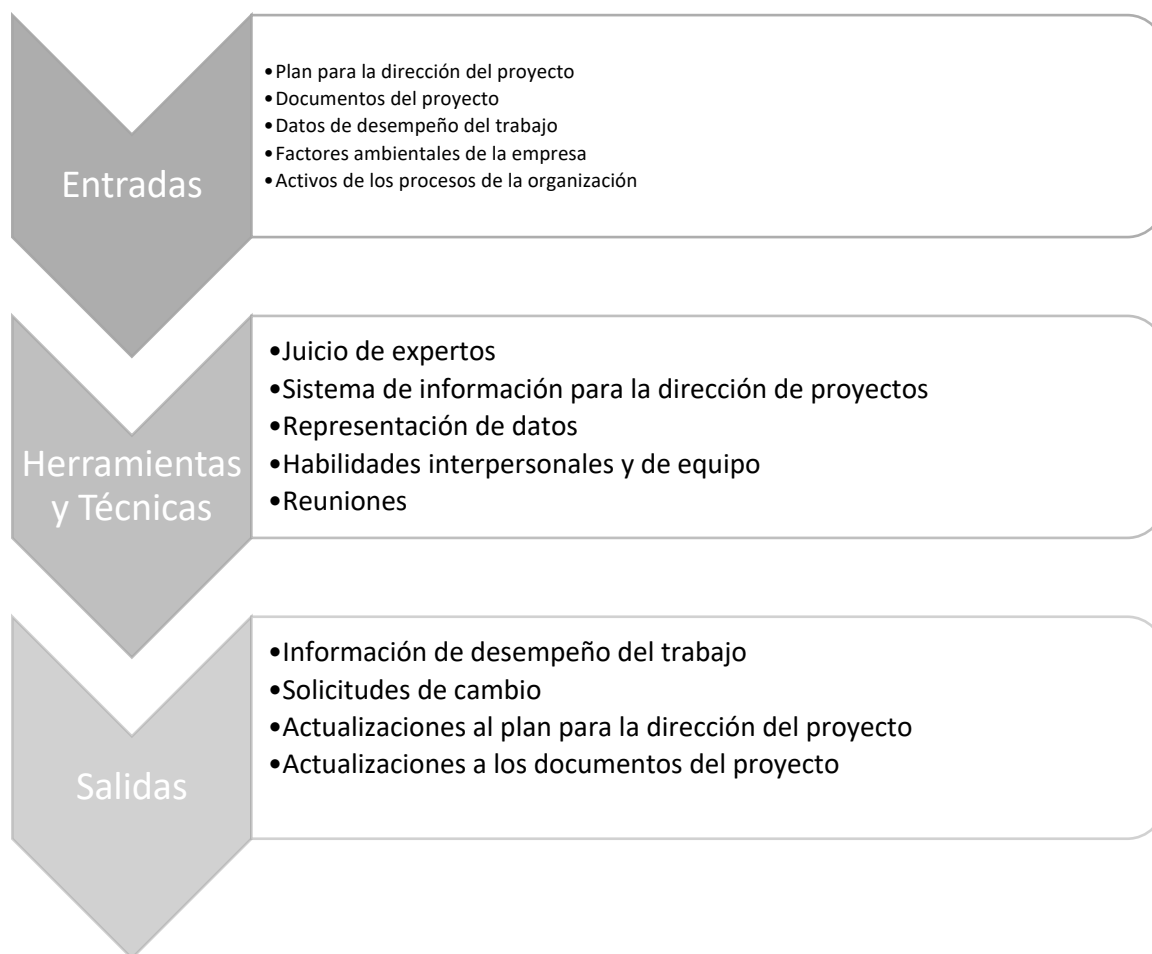 Entradas
•Plan para la dirección del proyecto
•Documentos del proyecto
•Datos de desempeño del trabajo
•Factores ambientales de la empresa
•Activos de los procesos de la organización
Herramientas
y Técnicas
•Juicio de expertos
•Sistema de información para la dirección de proyectos
•Representación de datos
•Habilidades interpersonales y de equipo
•Reuniones
Salidas
•Información de desempeño del trabajo
•Solicitudes de cambio
•Actualizaciones al plan para la dirección del proyecto
•Actualizaciones a los documentos del proyecto